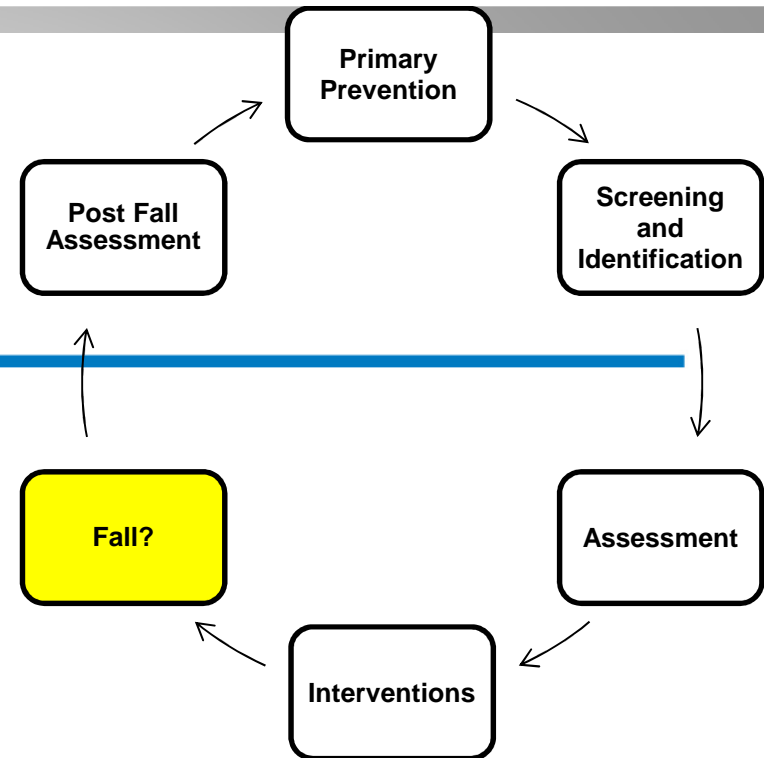 Primary
Prevention
Screening
and
Identification
Assessment
Interventions
Fall?
Post Fall
Assessment